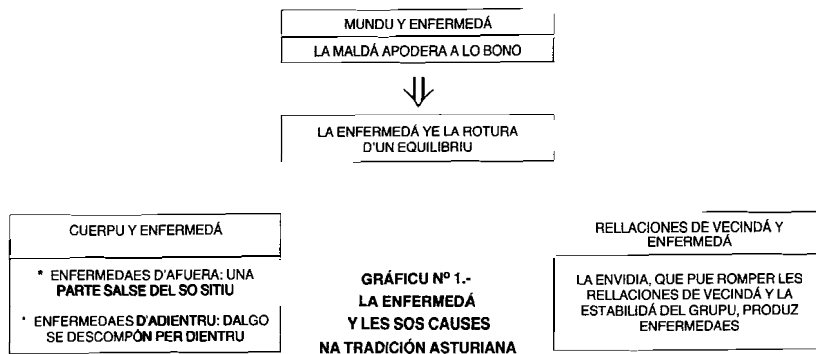 MUNDU Y ENFERMEDÁ
LA MALDÁ APODERA A LO BONO
LA ENFERMEDÁ YE LA ROTURA
D'UN EQUILIBRIU
CUERPU Y ENFERMEDÁ
* ENFERMEDAES D'AFUERA: UNA
PARTE SALSE DEL SO SITIU
* ENFERMEDAES D'ADIENTRU: DALGO
SE DESCOMPÓN PER DIENTRU
GRÁFICU Nº 1.-
LA ENFERMEDÁ
Y LES SOS CAUSES
NA TRADICIÓN ASTURIANA
RELLACIONES DE VECINDÁ Y
ENFERMEDÁ
LA ENVIDIA, QUE PUE ROMPER LES
RELLACIONES DE VECINDÁ Y LA
ESTABILIDÁ DEL GRUPU, PRODUZ
ENFERMEDAES